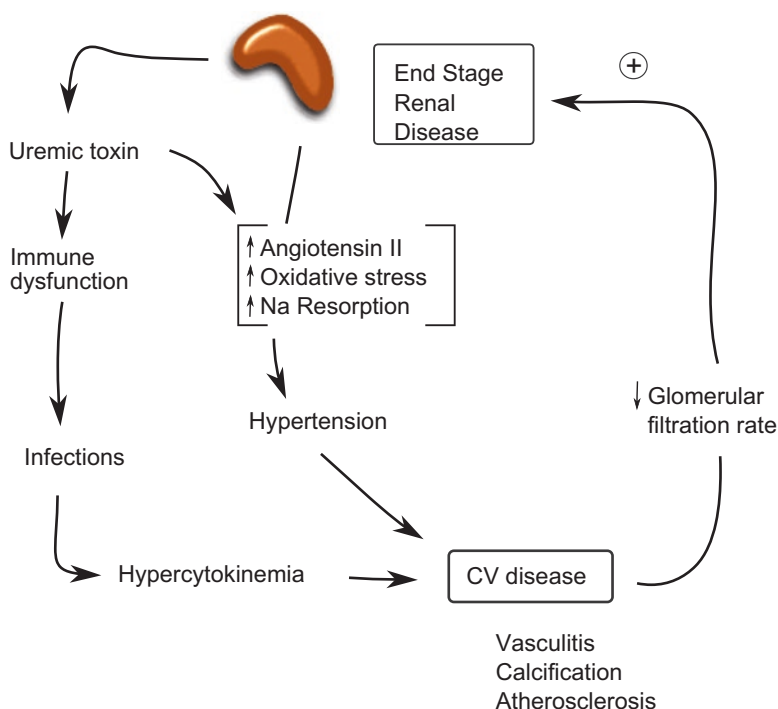 End Stage
Renal
Disease
+
Uremic toxin
Immune
dysfunction
↑ Angiotensin II
↑ Oxidative stress
↑ Na Resorption
↓ Glomerular
filtration rate
Hypertension
Infections
Hypercytokinemia
CV disease
Vasculitis
Calcification
Atherosclerosis